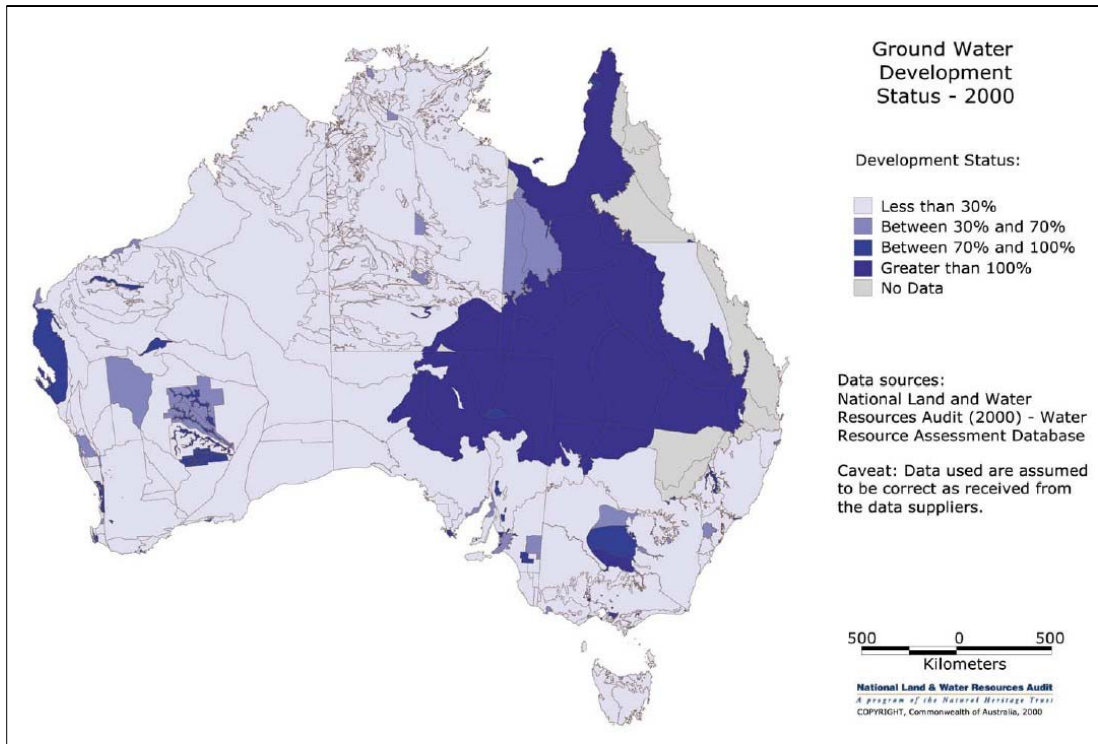 Ground Water
Development
Status - 2000
Development Status:
Less than 30%
Between 30% and 70%
Between 70% and 100%
Greater than 100%
No Data
Data sources:
National Land and Water
Resources Audit (2000) - Water
Resource Assessment Database
Caveat: Data used are assumed
to be correct as received from
the data suppliers.
500 0 500
Kilometers
National Land & Water Resources Audit
A program of the Natural Heritage Trust
COPYRIGHT, Commonwealth of Australia, 2000